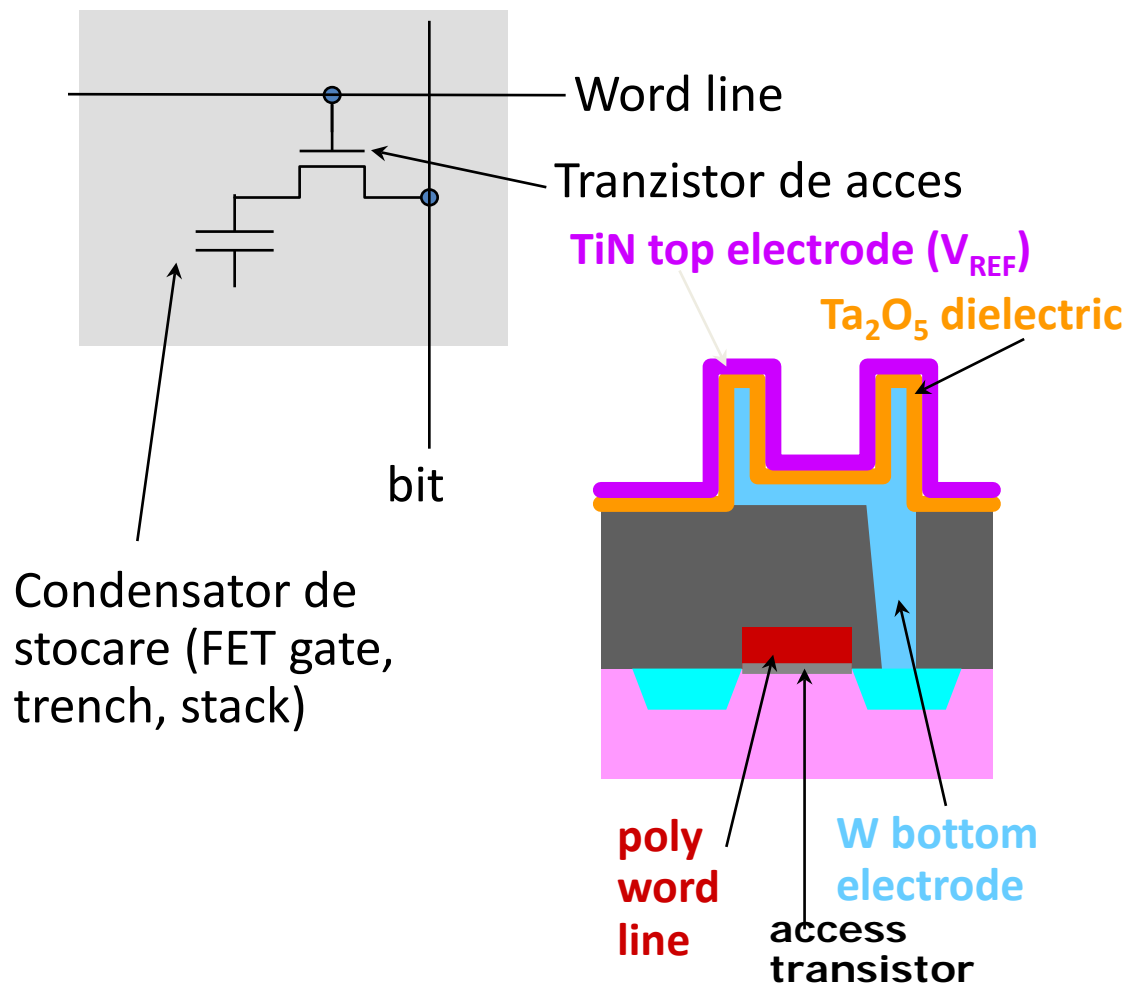 Word line
Tranzistor de acces
TiN top electrode (V_REF)
Ta₂O₅ dielectric
bit
Condensator de
stocare (FET gate,
trench, stack)
poly
word
line
W bottom
electrode
access
transistor